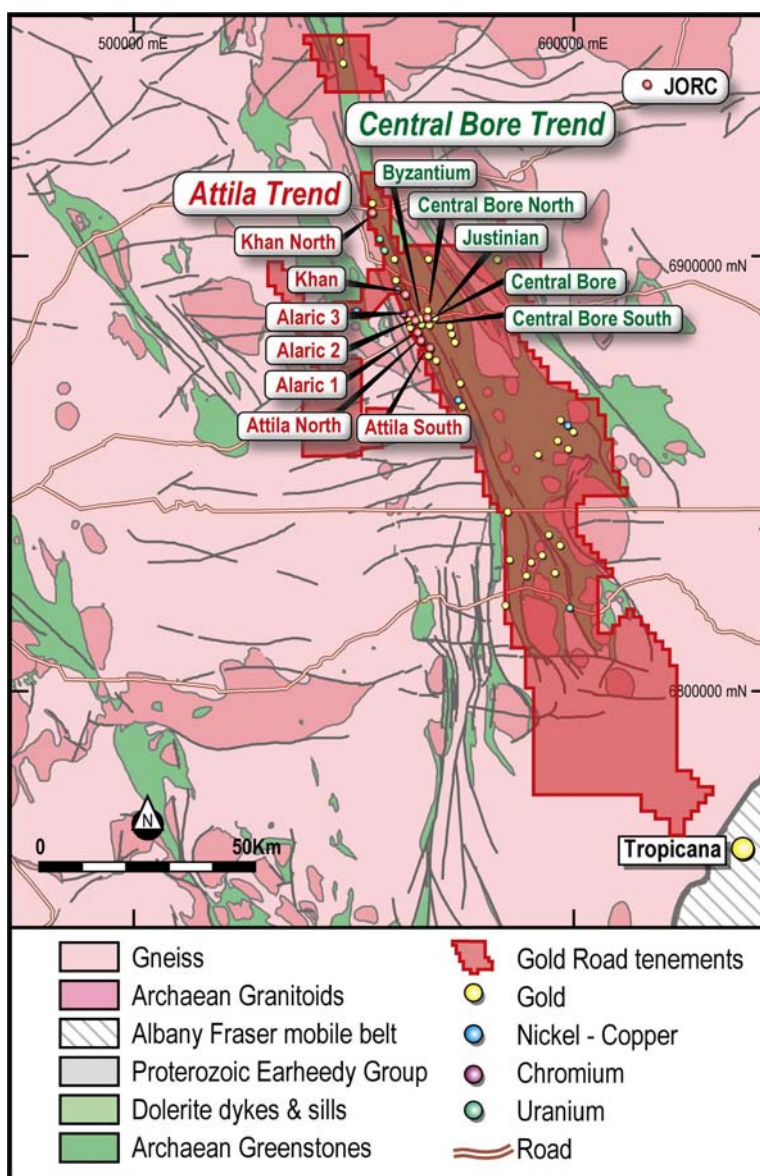 500000 mE
600000 mE
JORC
Central Bore Trend
Byzantium
Attila Trend
Central Bore North
Khan North
Justinian
6900000 mN
Khan
Central Bore
Alaric 3
Central Bore South
Alaric 2
Alaric 1
Attila North
Attila South
6800000 mN
N
0
50Km
Tropicana
Gneiss
Archaean Granitoids
Albany Fraser mobile belt
Proterozoic Earheedy Group
Dolerite dykes & sills
Archaean Greenstones
Gold Road tenements
Gold
Nickel - Copper
Chromium
Uranium
Road